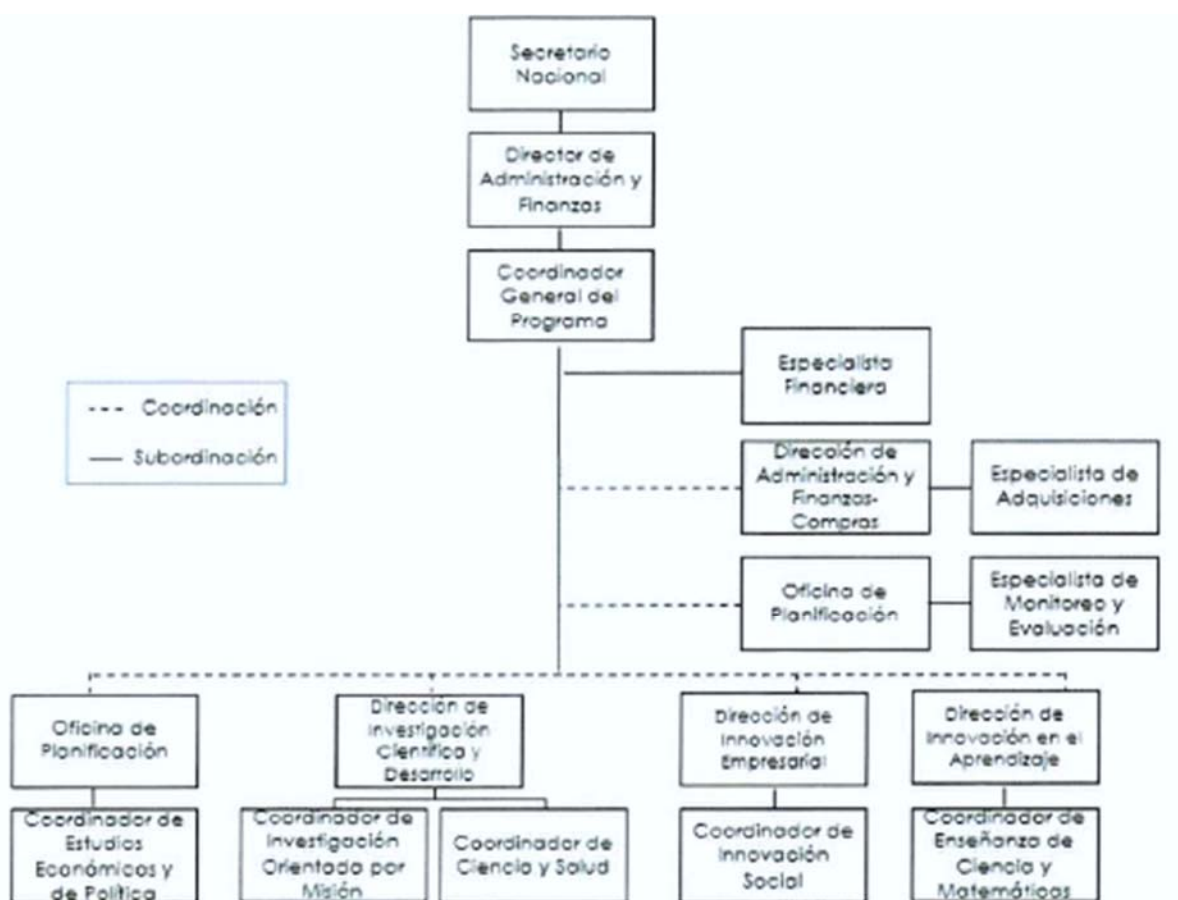 Secretario
Nacional
Director de
Administración y
Finanzas
Coordinador
General del
Programa
Especialista
Financiera
--- Coordinación
— Subordinación
Dirección de
Administración y
Finanzas-
Compras
Especialista de
Adquisiciones
Oficina de
Planificación
Especialista de
Monitoreo y
Evaluación
Oficina de
Planificación
Dirección de
Investigación
Científica y
Desarrollo
Dirección de
Innovación
Empresarial
Dirección de
Innovación en el
Aprendizaje
Coordinador de
Estudios
Económicos y
de Política
Coordinador de
Investigación
Orientada por
Misión
Coordinador de
Ciencia y Salud
Coordinador de
Innovación
Social
Coordinador de
Enseñanza de
Ciencia y
Matemáticas